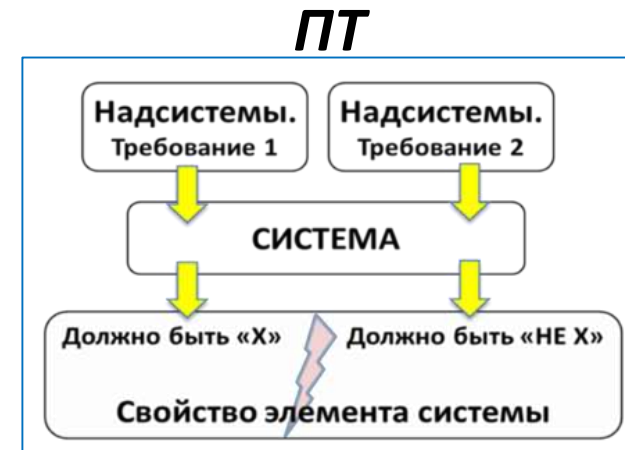 ПТ
Надсистемы.
Требование 1
Надсистемы.
Требование 2
СИСТЕМА
Должно быть «Х»
Должно быть «НЕ Х»
Свойство элемента системы